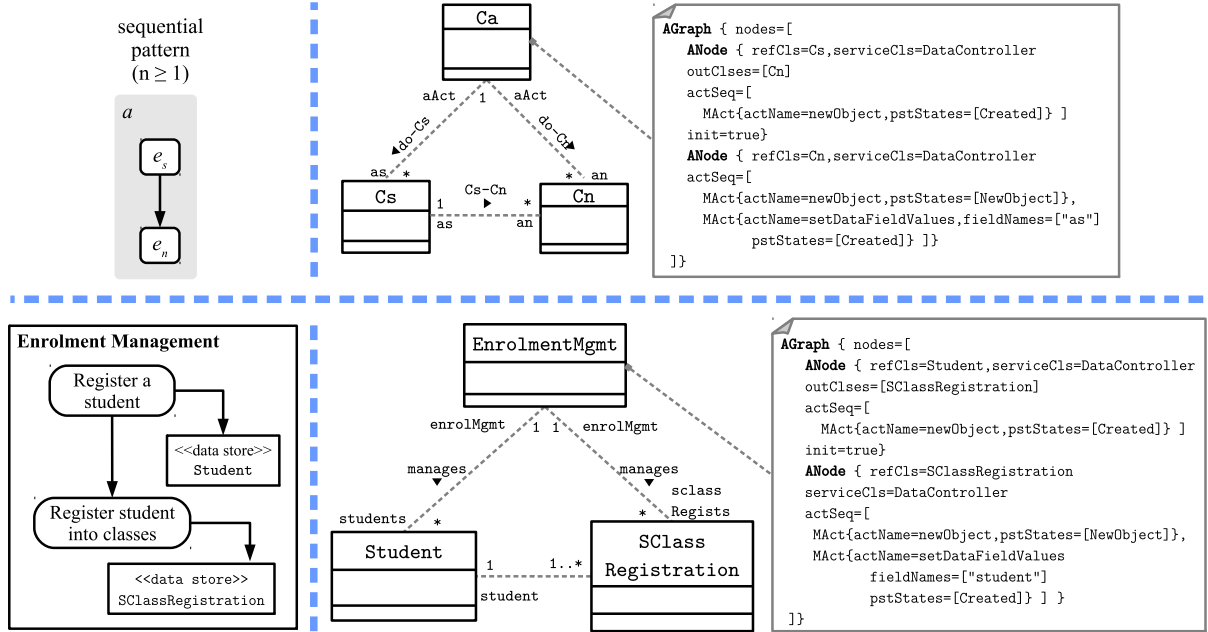 sequential
pattern
(n ≥ 1)
a
es
en
Ca
aAct
1
aAct
do-Cs
do-Cn
as
*
*
an
Cs
Cs-Cn
Cn
1
*
as
an
AGraph { nodes=[
ANode { refCls=Cs,serviceCls=DataController
outClses=[Cn]
actSeq=[
MAct{actName=newObject,pstStates=[Created]} ]
init=true}
ANode { refCls=Cn,serviceCls=DataController
actSeq=[
MAct{actName=newObject,pstStates=[NewObject]},
MAct{actName=setDataFieldValues,fieldNames=["as"]
pstStates=[Created]} ]}
]}
Enrolment Management
Register a
student
<<data store>>
Student
Register student
into classes
<<data store>>
SClassRegistration
EnrolmentMgmt
enrolMgmt
1
1
enrolMgmt
manages
manages
students
*
*
sclass
Regists
Student
1
1..*
student
SClass
Registration
AGraph { nodes=[
ANode { refCls=Student,serviceCls=DataController
outClses=[SClassRegistration]
actSeq=[
MAct{actName=newObject,pstStates=[Created]} ]
init=true}
ANode { refCls=SClassRegistration
serviceCls=DataController
actSeq=[
MAct{actName=newObject,pstStates=[NewObject]},
MAct{actName=setDataFieldValues
fieldNames=["student"]
pstStates=[Created]} ] }
]}